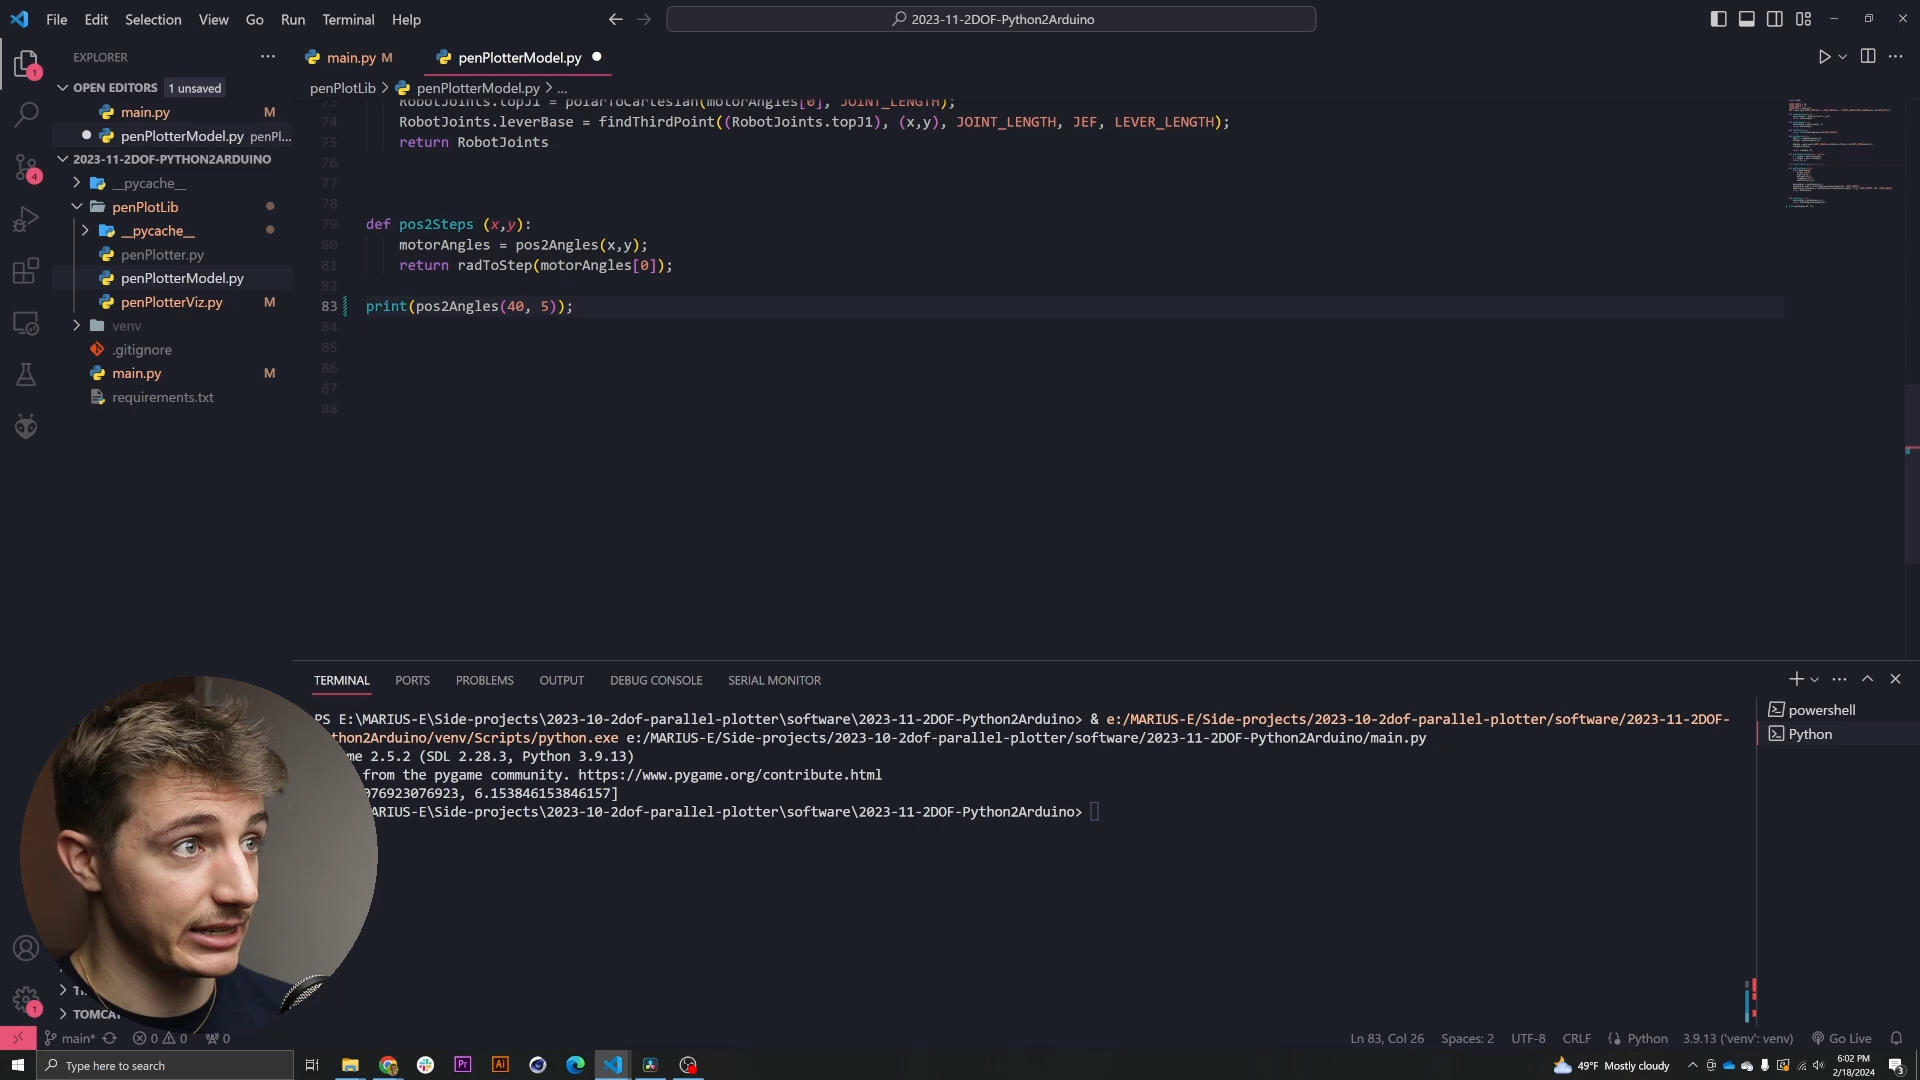 File Edit Selection View Go Run Terminal Help
2023-11-2DOF-Python2Arduino
EXPLORER
OPEN EDITORS 1 unsaved
main.py M
penPlotterModel.py penPl...
2023-11-2DOF-PYTHON2ARDUINO
__pycache__
penPlotLib
__pycache__
penPlotter.py
penPlotterModel.py
penPlotterViz.py M
venv
.gitignore
main.py M
requirements.txt
TOMCA
main.py M
penPlotterModel.py
penPlotLib > penPlotterModel.py > ...
73 RobotJoints.topJ1 = polarToCartesian(motorAngles[0], JOINT_LENGTH);
74 RobotJoints.leverBase = findThirdPoint((RobotJoints.topJ1), (x,y), JOINT_LENGTH, JEF, LEVER_LENGTH);
75 return RobotJoints
76
77
78
79 def pos2Steps (x,y):
80 motorAngles = pos2Angles(x,y);
81 return radToStep(motorAngles[0]);
82
83 print(pos2Angles(40, 5));
84
85
86
87
88
TERMINAL PORTS PROBLEMS OUTPUT DEBUG CONSOLE SERIAL MONITOR
PS E:\MARIUS-E\Side-projects\2023-10-2dof-parallel-plotter\software\2023-11-2DOF-Python2Arduino> & e:/MARIUS-E/Side-projects/2023-10-2dof-parallel-plotter/software/2023-11-2DOF-
thon2Arduino/venv/Scripts/python.exe e:/MARIUS-E/Side-projects/2023-10-2dof-parallel-plotter/software/2023-11-2DOF-Python2Arduino/main.py
me 2.5.2 (SDL 2.28.3, Python 3.9.13)
from the pygame community. https://www.pygame.org/contribute.html
076923076923, 6.153846153846157]
ARIUS-E\Side-projects\2023-10-2dof-parallel-plotter\software\2023-11-2DOF-Python2Arduino>
powershell
Python
main* 0 0 0
Ln 83, Col 26 Spaces: 2 UTF-8 CRLF Python 3.9.13 ('venv': venv) Go Live
Type here to search
49°F Mostly cloudy
6:02 PM
2/18/2024